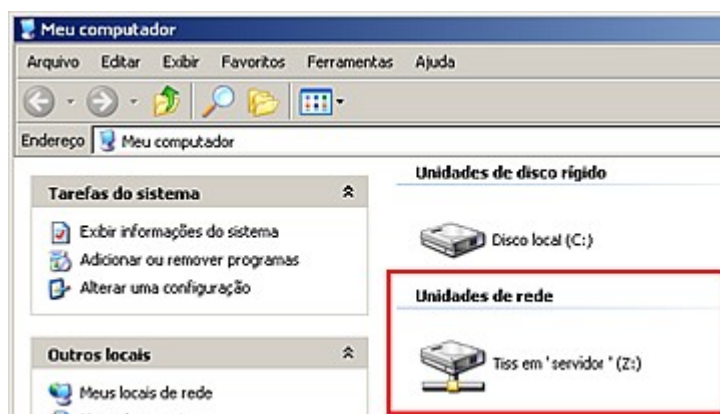 Meu computador
Arquivo Editar Exibir Favoritos Ferramentas Ajuda
Endereço Meu computador
Tarefas do sistema
Exibir informações do sistema
Adicionar ou remover programas
Alterar uma configuração
Outros locais
Meus locais de rede
Unidades de disco rígido
Disco local (C:)
Unidades de rede
Tiss em ' servidor ' (Z:)